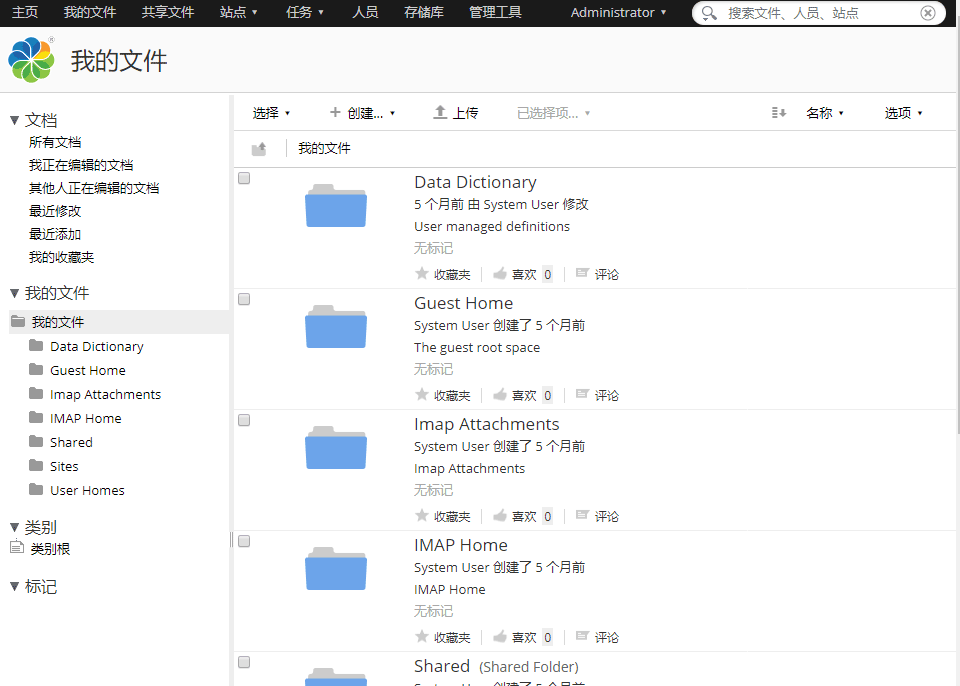 主页 我的文件 共享文件 站点 任务 人员 存储库 管理工具 Administrator 搜索文件、人员、站点
我的文件
文档
所有文档
我正在编辑的文档
其他人正在编辑的文档
最近修改
最近添加
我的收藏夹
我的文件
我的文件
Data Dictionary
Guest Home
Imap Attachments
IMAP Home
Shared
Sites
User Homes
类别
类别根
标记
选择 创建... 上传 已选择项... 名称 选项
我的文件
Data Dictionary
5 个月前 由 System User 修改
User managed definitions
无标记
收藏夹 喜欢 0 评论
Guest Home
System User 创建了 5 个月前
The guest root space
无标记
收藏夹 喜欢 0 评论
Imap Attachments
System User 创建了 5 个月前
Imap Attachments
无标记
收藏夹 喜欢 0 评论
IMAP Home
System User 创建了 5 个月前
IMAP Home
无标记
收藏夹 喜欢 0 评论
Shared (Shared Folder)